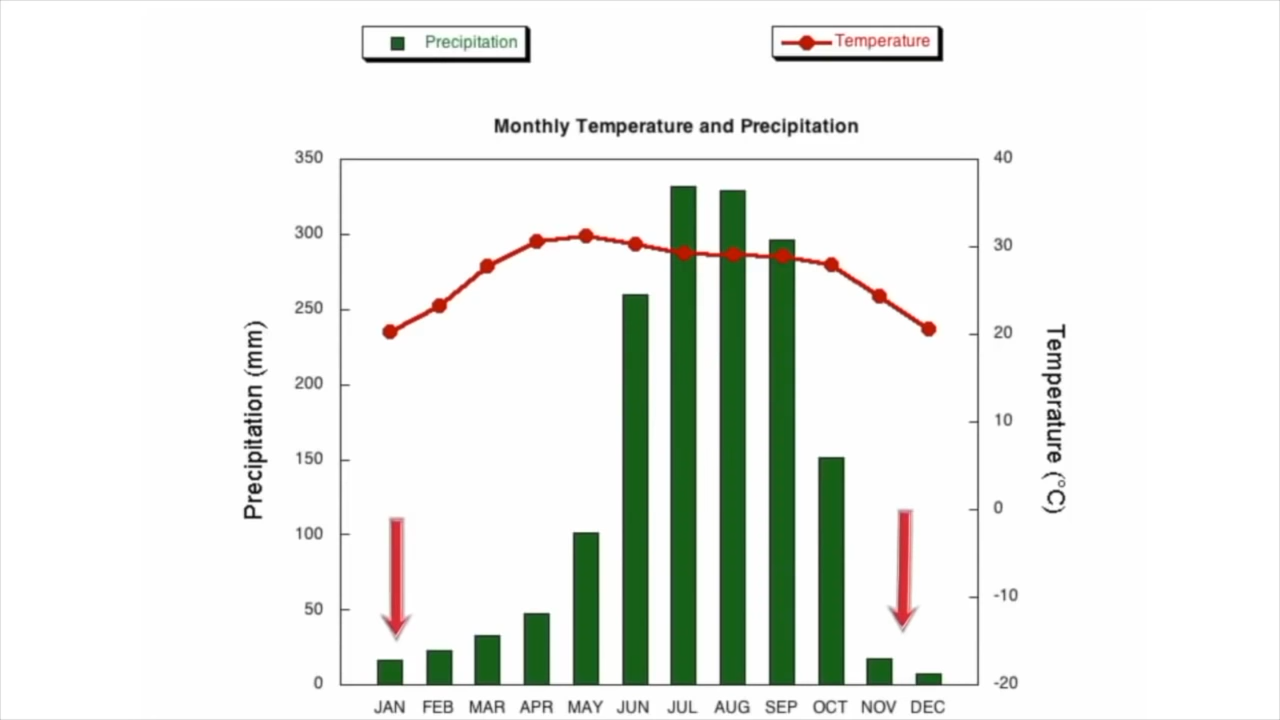 Precipitation
Temperature
Monthly Temperature and Precipitation
350
300
250
200
150
100
50
0
Precipitation (mm)
40
30
20
10
0
-10
-20
Temperature (°C)
JAN FEB MAR APR MAY JUN JUL AUG SEP OCT NOV DEC